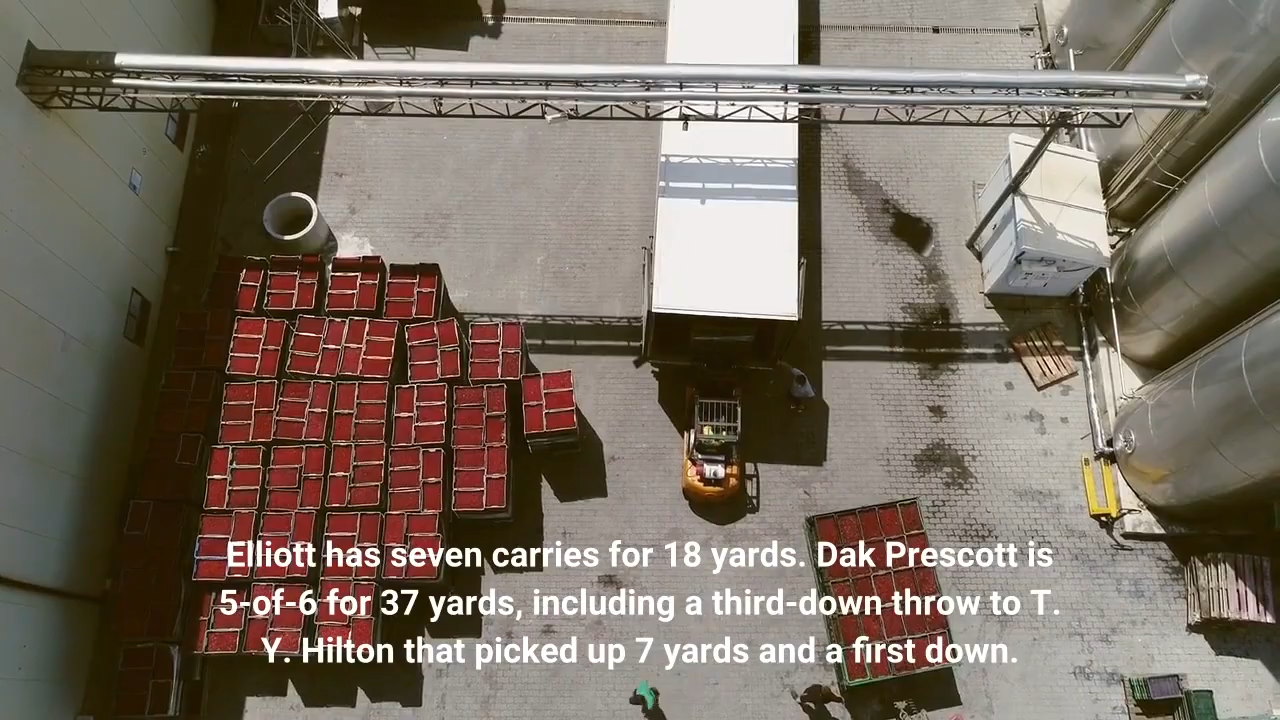 Elliott has seven carries for 18 yards. Dak Prescott is
5-of-6 for 37 yards, including a third-down throw to T.
Y. Hilton that picked up 7 yards and a first down.